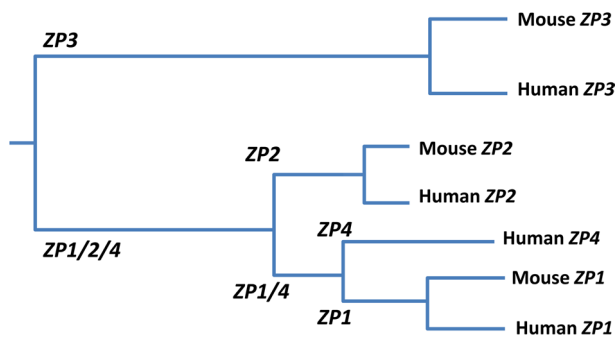 ZP3
Mouse ZP3
Human ZP3
ZP2
Mouse ZP2
Human ZP2
ZP1/2/4
ZP4
Human ZP4
ZP1/4
Mouse ZP1
ZP1
Human ZP1